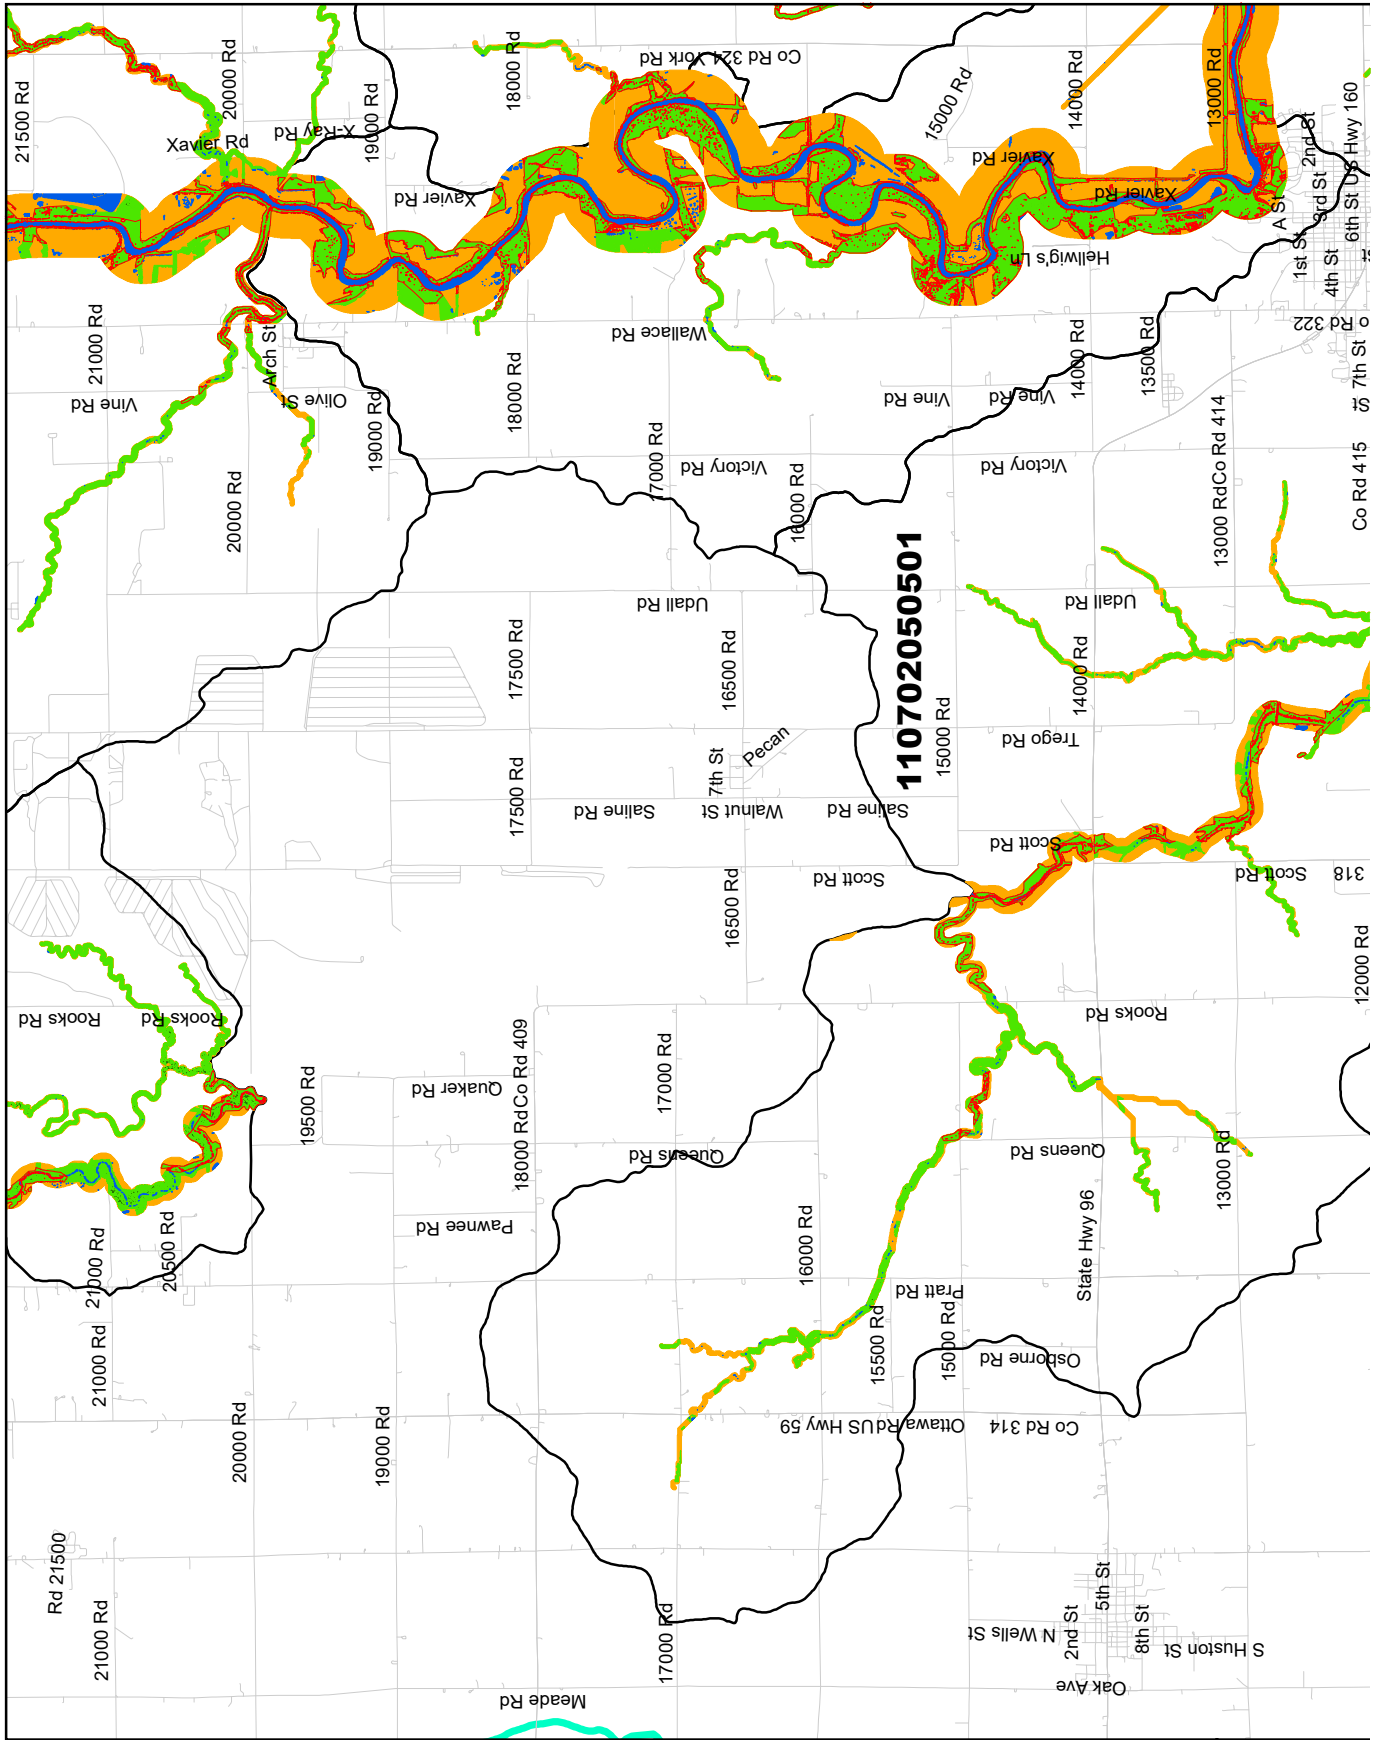 21500 Rd
20000 Rd
Xavier Rd
X-Ray Rd
19000 Rd
18000 Rd
Co Rd 324
York Rd
15000 Rd
14000 Rd
13000 Rd
Xavier Rd
Xavier Rd
Xavier Rd
2nd St
US Hwy 160
A St
3rd St
6th St
1st St
4th St
Hellwig's Ln
o Rd 322
21000 Rd
Arch St
Vine Rd
Olive St
19000 Rd
18000 Rd
Wallace Rd
Vine Rd
Vine Rd
14000 Rd
13500 Rd
7th St
St
20000 Rd
17000 Rd
Victory Rd
16000 Rd
Victory Rd
13000 Rd
Co Rd 414
Co Rd 415
110702050501
Udall Rd
Udall Rd
17500 Rd
16500 Rd
14000 Rd
15000 Rd
Trego Rd
7th St
Pecan
17500 Rd
Saline Rd
Walnut St
Saline Rd
Scott Rd
Scott Rd
Scott Rd
318
16500 Rd
12000 Rd
Rooks Rd
Rooks Rd
Rooks Rd
19500 Rd
Quaker Rd
18000 Rd
Co Rd 409
17000 Rd
Queens Rd
Queens Rd
13000 Rd
21000 Rd
20500 Rd
Pawnee Rd
16000 Rd
State Hwy 96
Pratt Rd
21000 Rd
15500 Rd
15000 Rd
Osborne Rd
20000 Rd
19000 Rd
Ottawa Rd
US Hwy 59
Co Rd 314
Rd 21500
21000 Rd
17000 Rd
N Wells St
2nd St
5th St
8th St
S Huston St
Oak Ave
Meade Rd